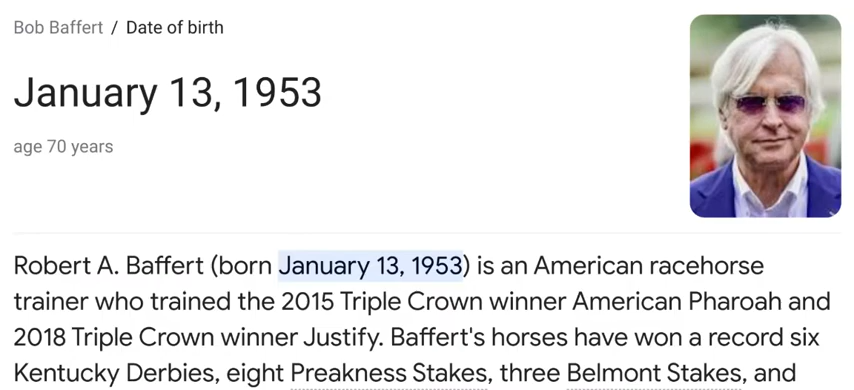 Bob Baffert / Date of birth
January 13, 1953
age 70 years
Robert A. Baffert (born January 13, 1953) is an American racehorse
trainer who trained the 2015 Triple Crown winner American Pharoah and
2018 Triple Crown winner Justify. Baffert's horses have won a record six
Kentucky Derbies, eight Preakness Stakes, three Belmont Stakes, and